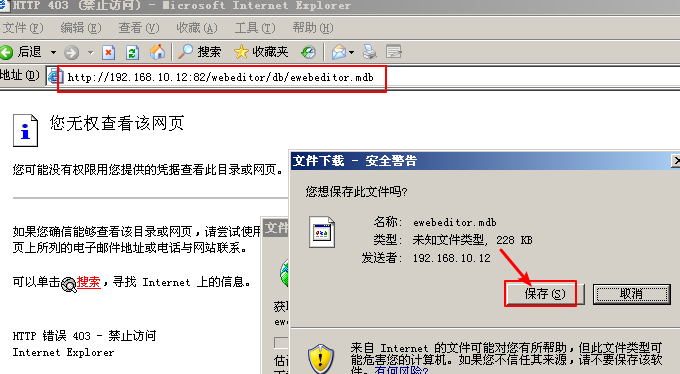 HTTP 403 (禁止访问) - Microsoft Internet Explorer
文件(F) 编辑(E) 查看(V) 收藏(A) 工具(T) 帮助(H)
后退 搜索 收藏夹
地址(D) http://192.168.10.12:82/webeditor/db/ewebeditor.mdb
您无权查看该网页
您可能没有权限用您提供的凭据查看此目录或网页。
如果您确信能够查看该目录或网页，请尝试使用
页上所列的电子邮件地址或电话与网站联系。
可以单击 搜索，寻找 Internet 上的信息。
HTTP 错误 403 - 禁止访问
Internet Explorer
文件
获
ewe
估计
文件下载 - 安全警告
您想保存此文件吗?
名称: ewebeditor.mdb
类型: 未知文件类型, 228 KB
发送者: 192.168.10.12
保存(S) 取消
来自 Internet 的文件可能对您有所帮助，但此文件类型可
能危害您的计算机。如果您不信任其来源，请不要保存该软
件。有何风险?